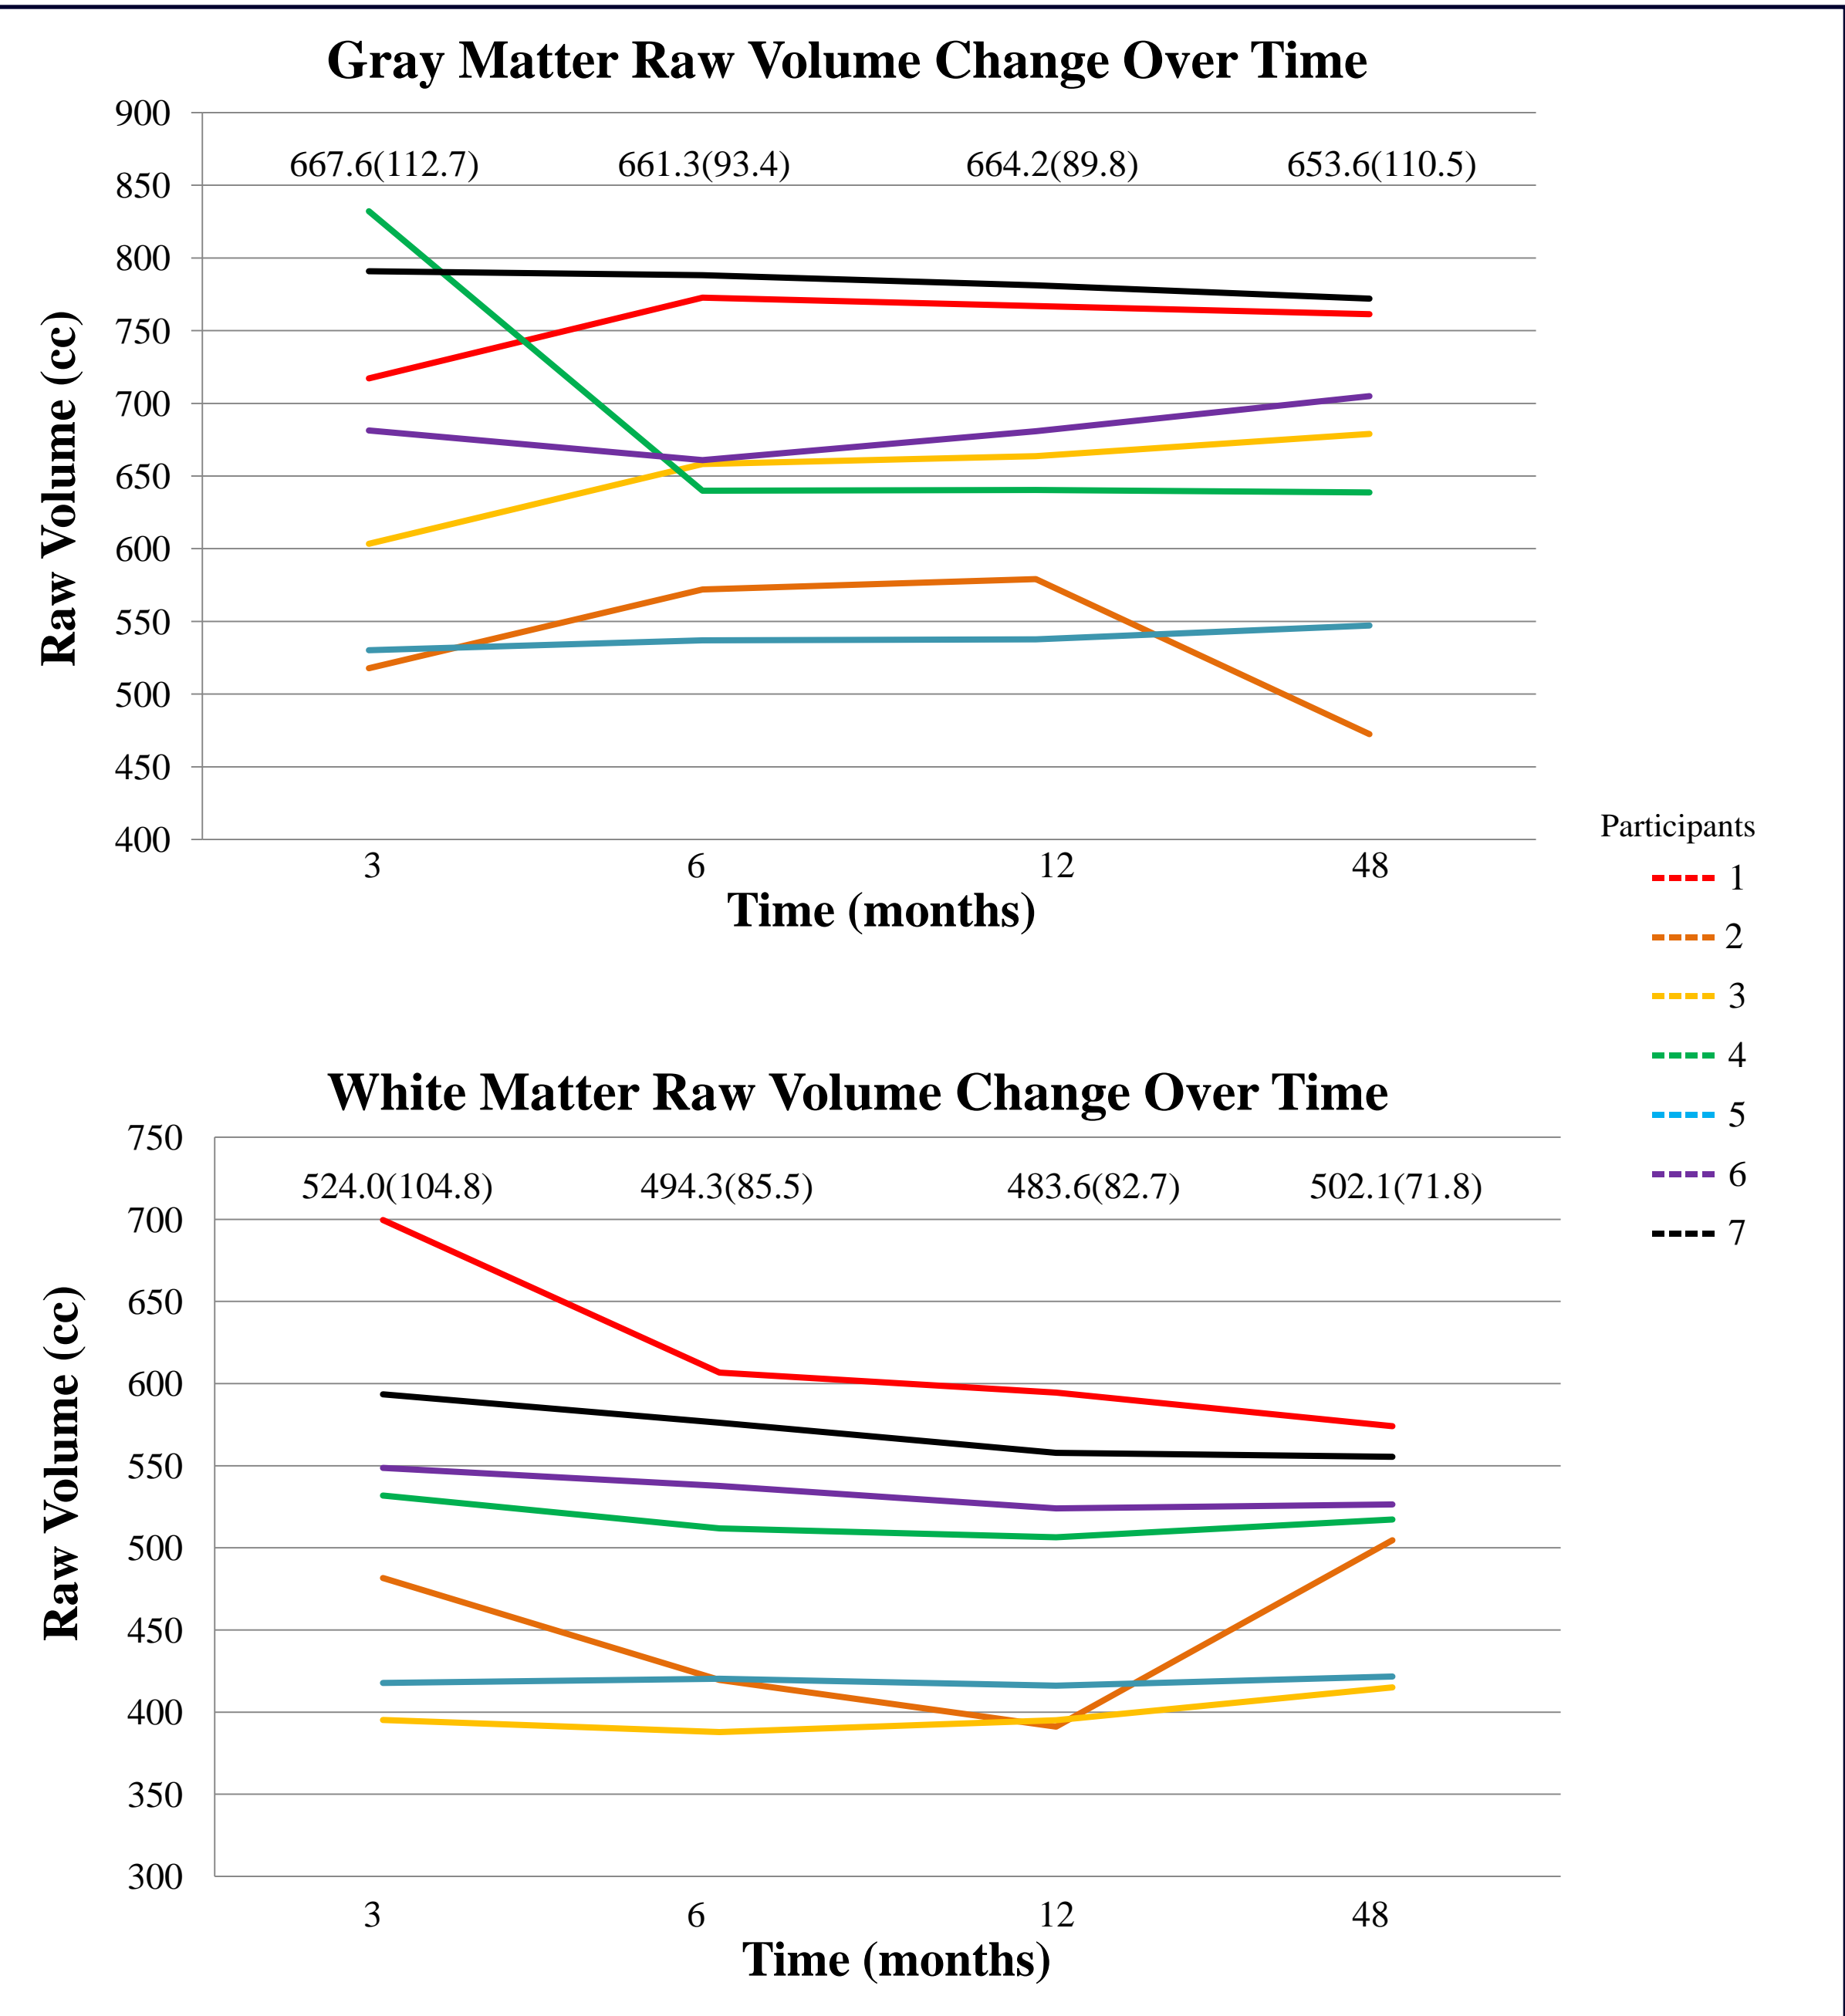 Gray Matter Raw Volume Change Over Time
900
667.6(112.7) 661.3(93.4) 664.2(89.8) 653.6(110.5)
850
800
750
700
650
600
550
500
450
400
Raw Volume (cc)
3 6 12 48
Time (months)
Participants
1
2
3
4
5
6
7
White Matter Raw Volume Change Over Time
750
524.0(104.8) 494.3(85.5) 483.6(82.7) 502.1(71.8)
700
650
600
550
500
450
400
350
300
Raw Volume (cc)
3 6 12 48
Time (months)